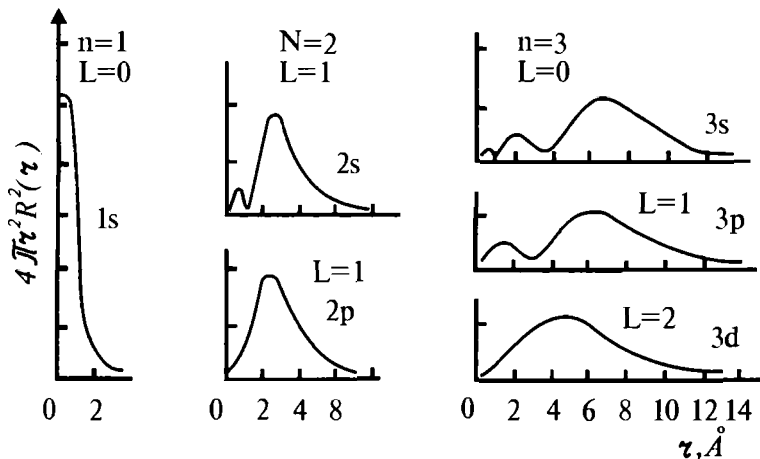 4πr²R²(r)
n=1
L=0
1s
0 2
N=2
L=1
2s
L=1
2p
0 2 4 8
n=3
L=0
3s
L=1
3p
L=2
3d
0 2 4 6 8 10 12 14
r, Å